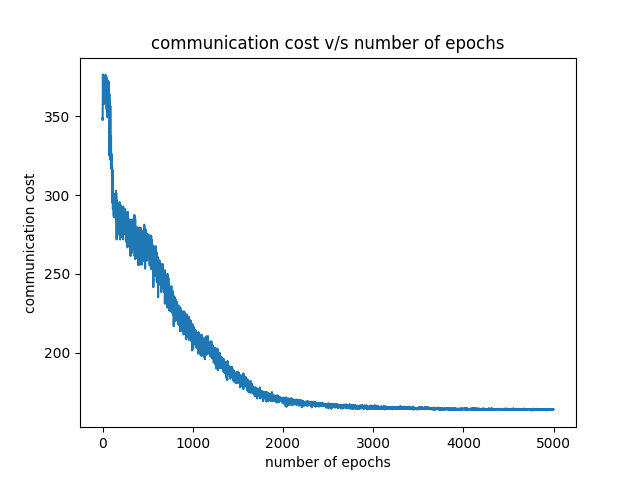 communication cost v/s number of epochs
350
300
250
200
communication cost
0 1000 2000 3000 4000 5000
number of epochs